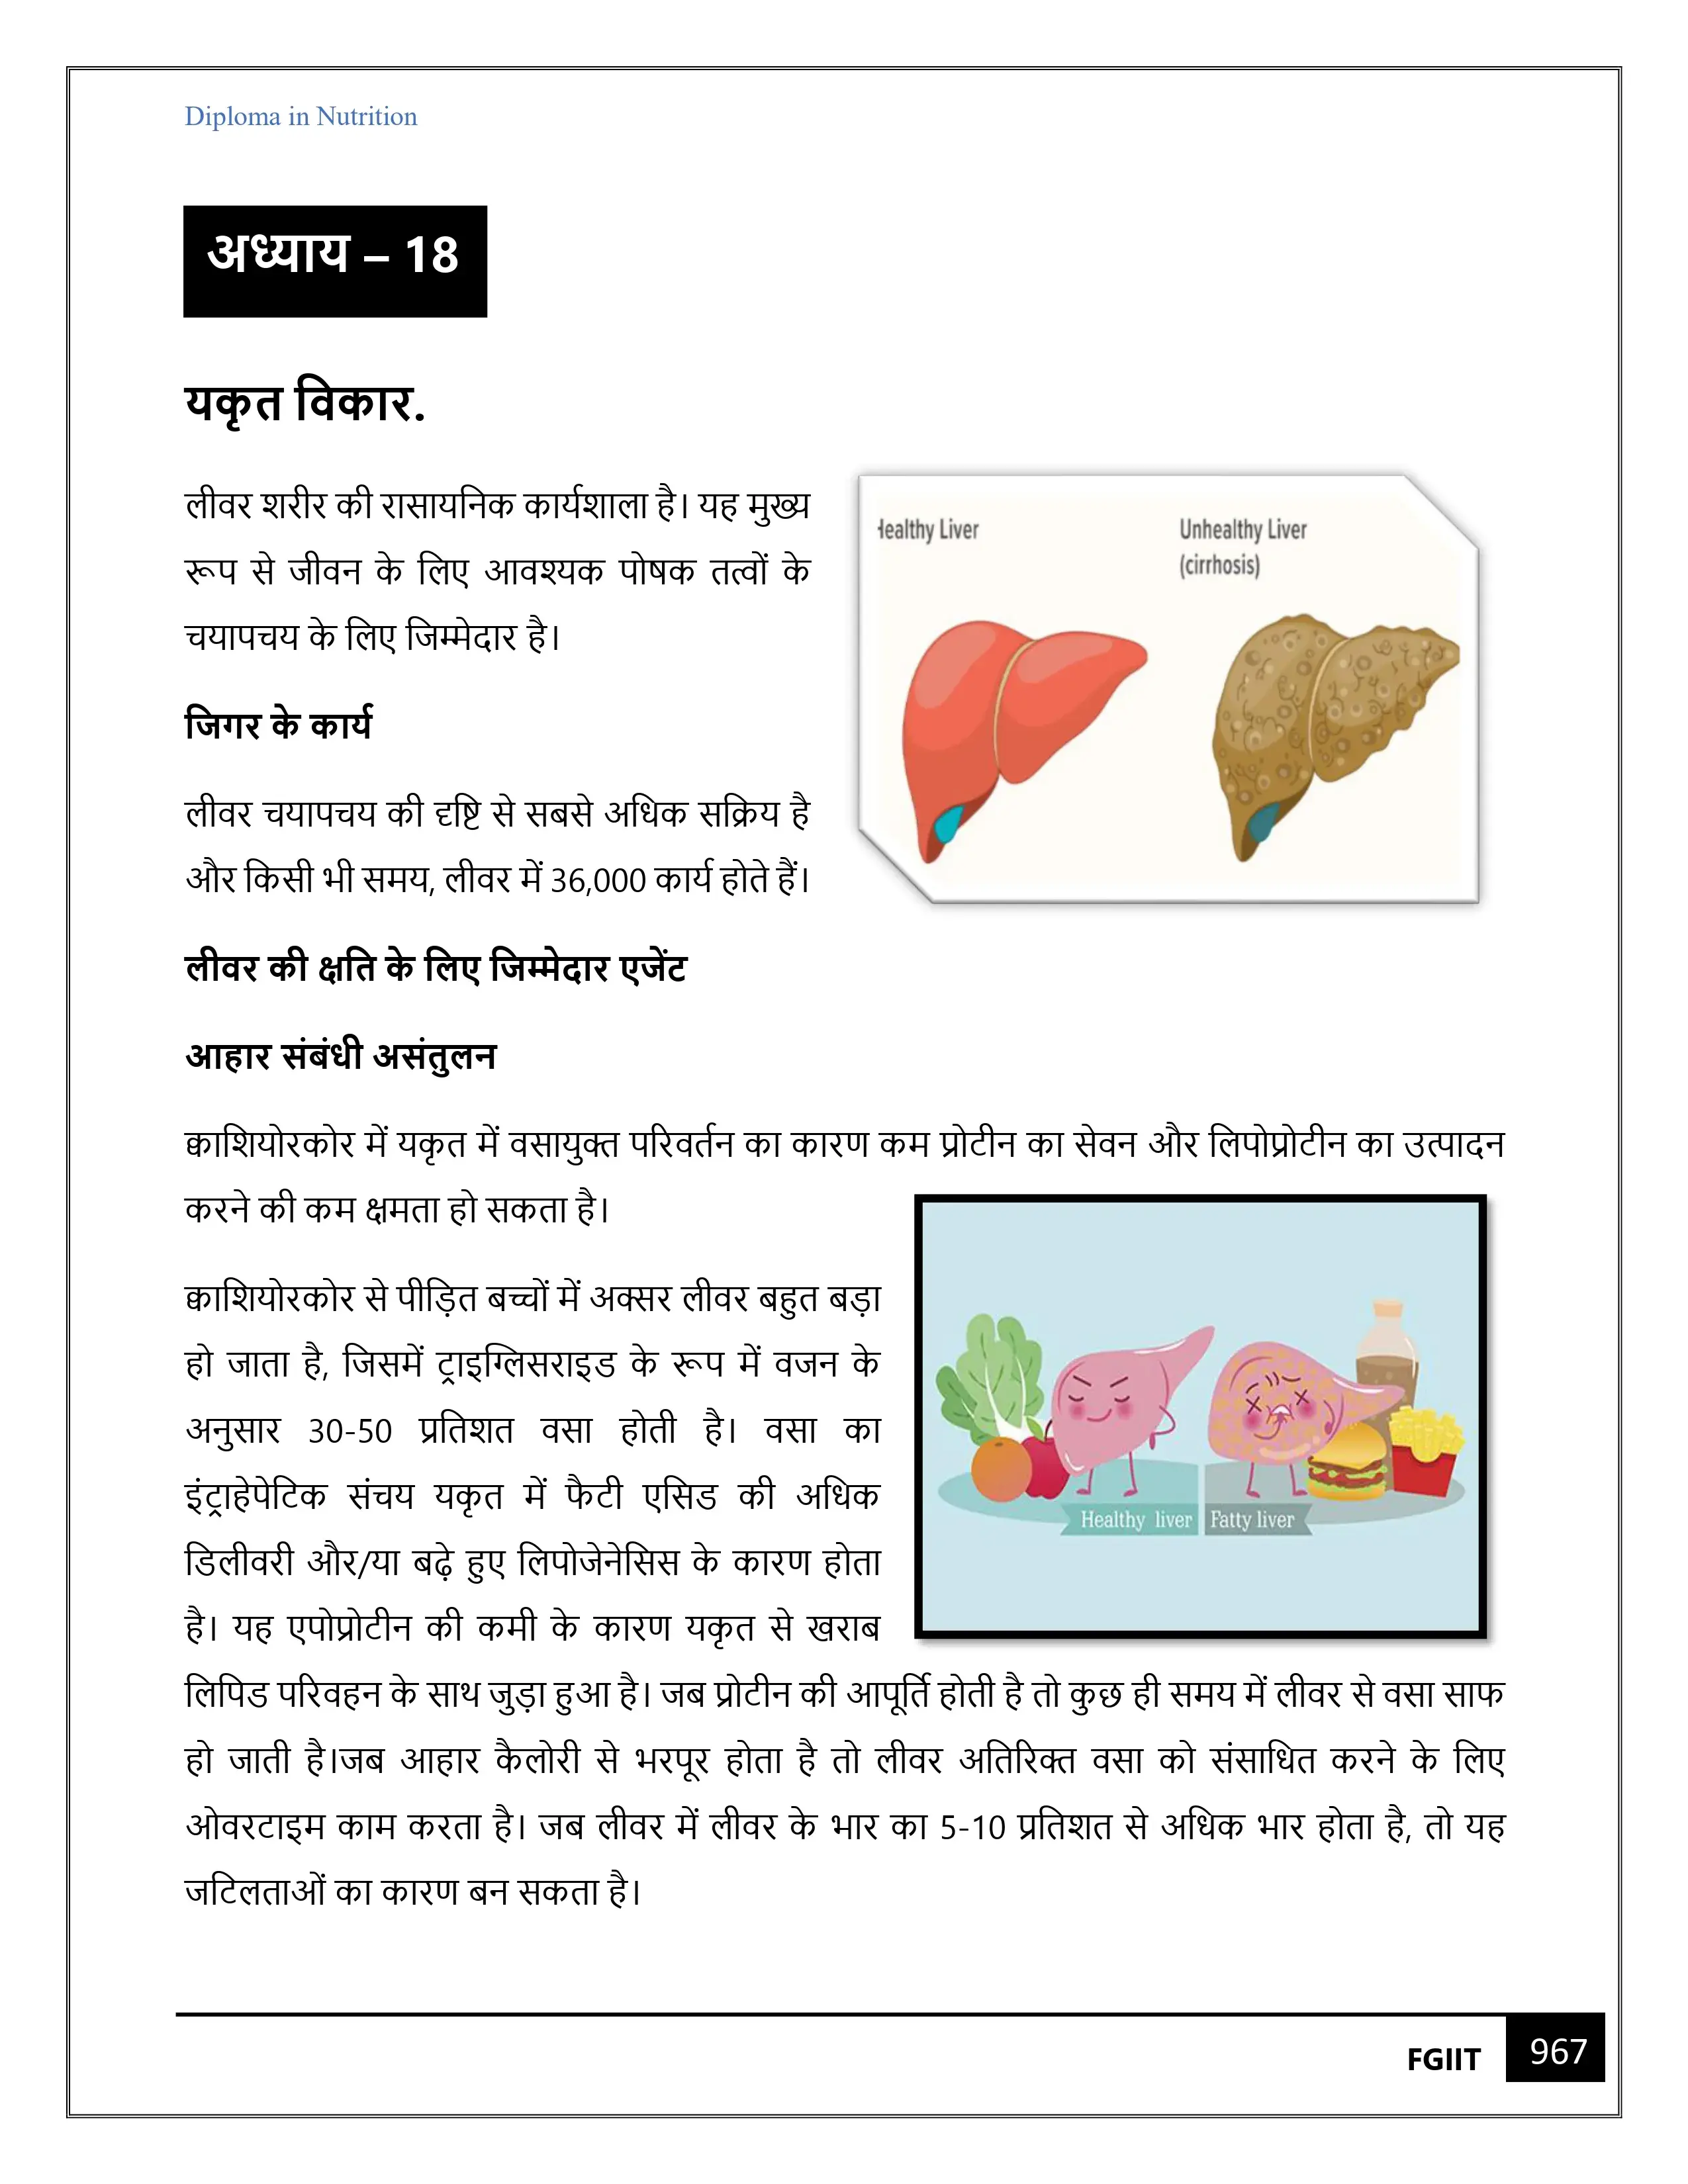 Diploma in Nutrition
अध्याय – 18
यकृत विकार.
लीवर शरीर की रासायनिक कार्यशाला है। यह मुख्य
रूप से जीवन के लिए आवश्यक पोषक तत्वों के
चयापचय के लिए जिम्मेदार है।
Healthy Liver
Unhealthy Liver
(cirrhosis)
जिगर के कार्य
लीवर चयापचय की दृष्टि से सबसे अधिक सक्रिय है
और किसी भी समय, लीवर में 36,000 कार्य होते हैं।
लीवर की क्षति के लिए जिम्मेदार एजेंट
आहार संबंधी असंतुलन
क्वाशियोरकोर में यकृत में वसायुक्त परिवर्तन का कारण कम प्रोटीन का सेवन और लिपोप्रोटीन का उत्पादन
करने की कम क्षमता हो सकता है।
क्वाशियोरकोर से पीड़ित बच्चों में अक्सर लीवर बहुत बड़ा
हो जाता है, जिसमें ट्राइग्लिसराइड के रूप में वजन के
अनुसार 30-50 प्रतिशत वसा होती है। वसा का
इंट्राहेपेटिक संचय यकृत में फैटी एसिड की अधिक
डिलीवरी और/या बढ़े हुए लिपोजेनेसिस के कारण होता
है। यह एपोप्रोटीन की कमी के कारण यकृत से खराब
लिपिड परिवहन के साथ जुड़ा हुआ है। जब प्रोटीन की आपूर्ति होती है तो कुछ ही समय में लीवर से वसा साफ
हो जाती है।जब आहार कैलोरी से भरपूर होता है तो लीवर अतिरिक्त वसा को संसाधित करने के लिए
ओवरटाइम काम करता है। जब लीवर में लीवर के भार का 5-10 प्रतिशत से अधिक भार होता है, तो यह
जटिलताओं का कारण बन सकता है।
Healthy liver
Fatty liver
FGIIT
967